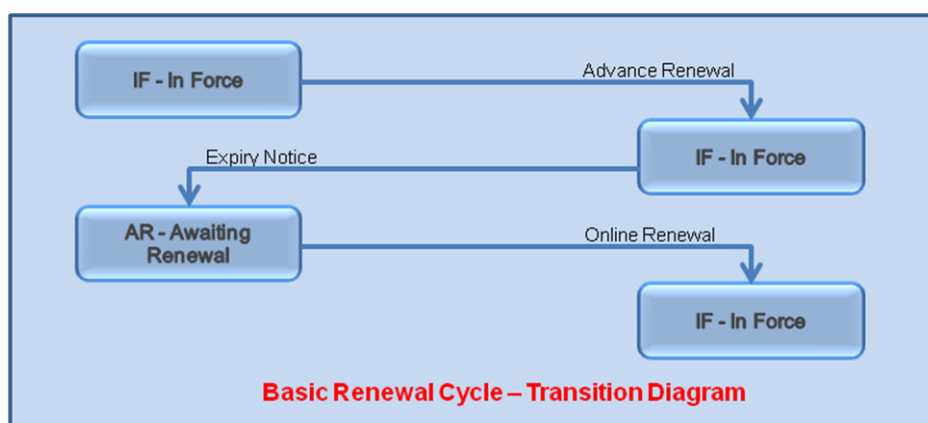 IF - In Force
Advance Renewal
IF - In Force
Expiry Notice
AR - Awaiting
Renewal
Online Renewal
IF - In Force
Basic Renewal Cycle – Transition Diagram